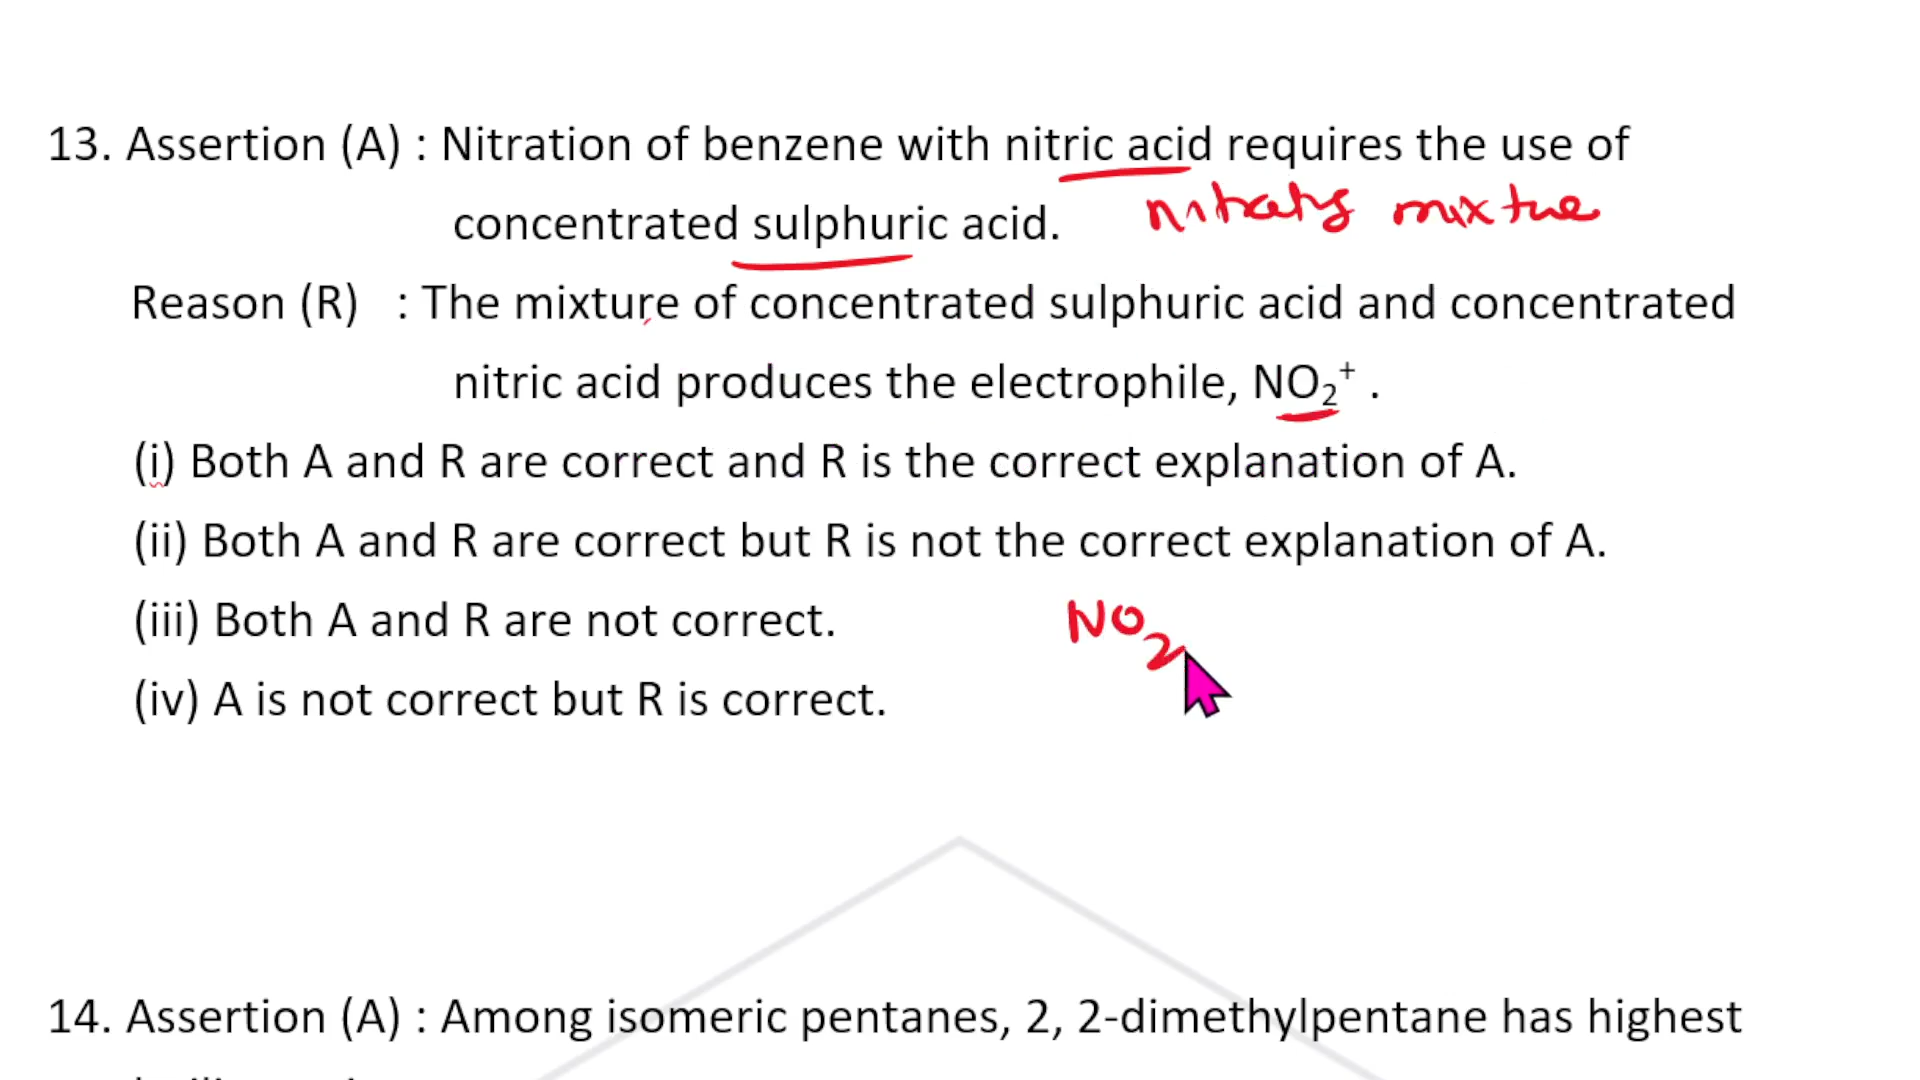 13. Assertion (A) : Nitration of benzene with nitric acid requires the use of
concentrated sulphuric acid.
mixture
Reason (R) : The mixture of concentrated sulphuric acid and concentrated
nitric acid produces the electrophile, NO₂⁺ .
(i) Both A and R are correct and R is the correct explanation of A.
(ii) Both A and R are correct but R is not the correct explanation of A.
(iii) Both A and R are not correct.
NO₂
(iv) A is not correct but R is correct.
14. Assertion (A) : Among isomeric pentanes, 2, 2-dimethylpentane has highest